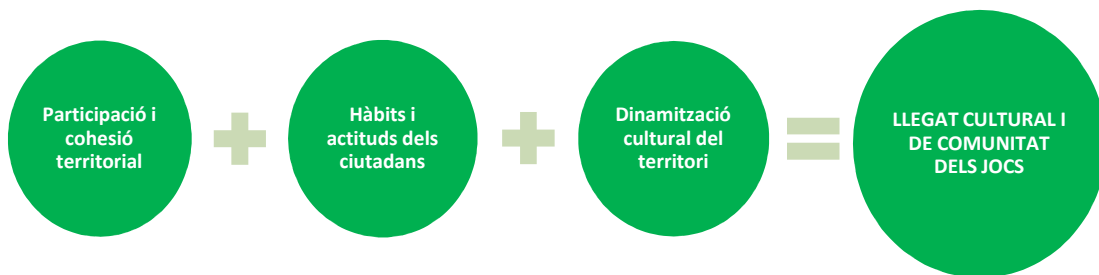 Participació i
cohesió
territorial
Hàbits i
actituds dels
ciutadans
Dinamització
cultural del
territori
LLEGAT CULTURAL I
DE COMUNITAT
DELS JOCS